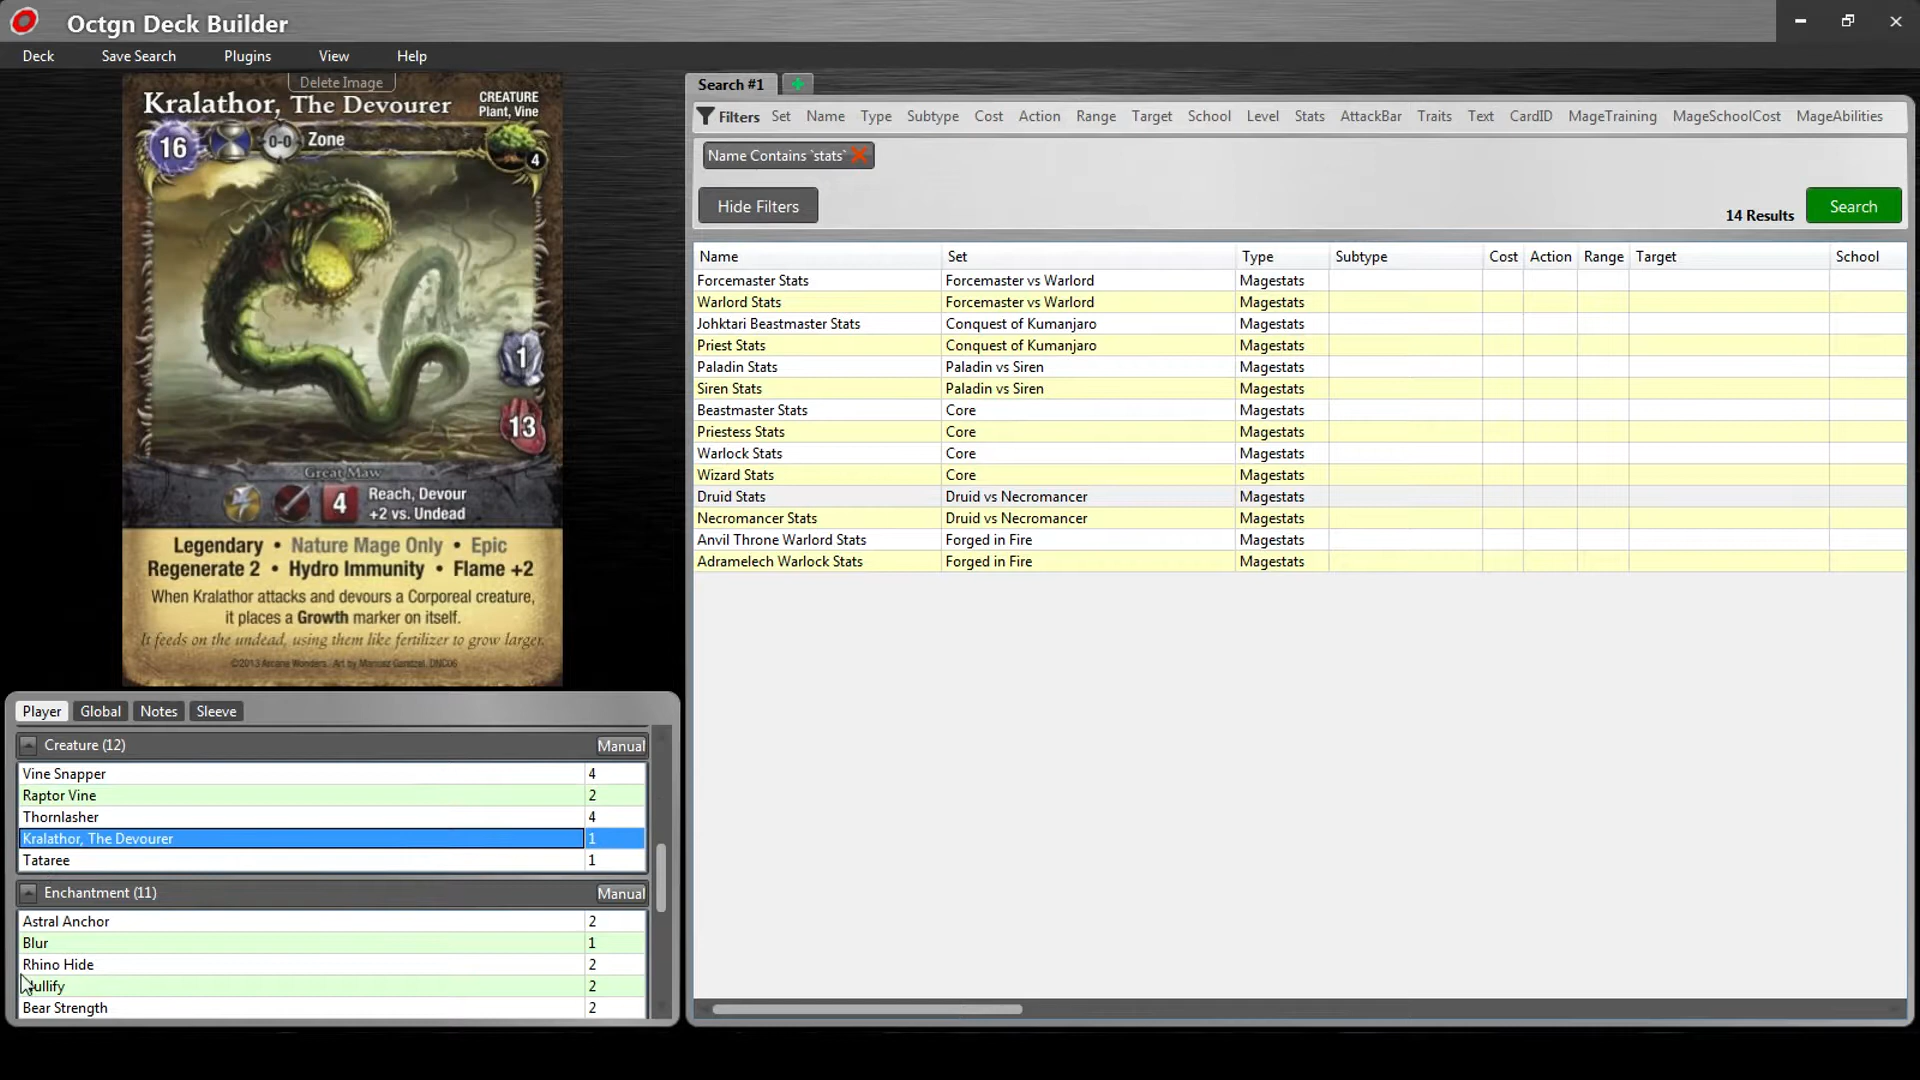 Octgn Deck Builder
Deck Save Search Plugins View Help
Delete Image
Kralathor, The Devourer
CREATURE
Plant, Vine
16 0-0 Zone
4
1
13
Great Maw
4 Reach, Devour
+2 vs. Undead
Legendary • Nature Mage Only • Epic
Regenerate 2 • Hydro Immunity • Flame +2
When Kralathor attacks and devours a Corporeal creature,
it places a Growth marker on itself.
It feeds on the undead, using them like fertilizer to grow larger.
©2013 Arcane Wonders Art by DNC06
Player Global Notes Sleeve
Creature (12) Manual
Vine Snapper 4
Raptor Vine 2
Thornlasher 4
Kralathor, The Devourer 1
Tataree 1
Enchantment (11) Manual
Astral Anchor 2
Blur 1
Rhino Hide 2
Nullify 2
Bear Strength 2
Search #1
Filters Set Name Type Subtype Cost Action Range Target School Level Stats AttackBar Traits Text CardID MageTraining MageSchoolCost MageAbilities
Name Contains `stats`
Hide Filters
14 Results Search
Name Set Type Subtype Cost Action Range Target School
Forcemaster Stats Forcemaster vs Warlord Magestats
Warlord Stats Forcemaster vs Warlord Magestats
Johktari Beastmaster Stats Conquest of Kumanjaro Magestats
Priest Stats Conquest of Kumanjaro Magestats
Paladin Stats Paladin vs Siren Magestats
Siren Stats Paladin vs Siren Magestats
Beastmaster Stats Core Magestats
Priestess Stats Core Magestats
Warlock Stats Core Magestats
Wizard Stats Core Magestats
Druid Stats Druid vs Necromancer Magestats
Necromancer Stats Druid vs Necromancer Magestats
Anvil Throne Warlord Stats Forged in Fire Magestats
Adramelech Warlock Stats Forged in Fire Magestats